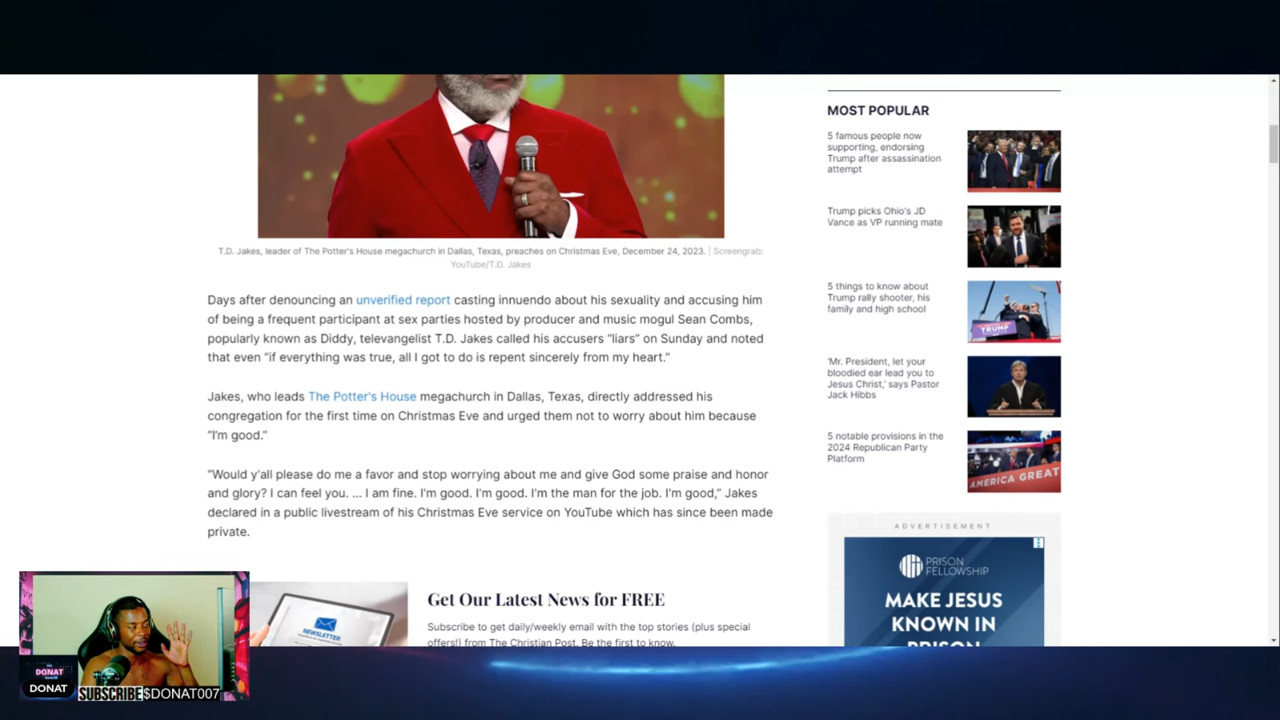 T.D. Jakes, leader of The Potter's House megachurch in Dallas, Texas, preaches on Christmas Eve, December 24, 2023. | Screengrab:
YouTube/T.D. Jakes
Days after denouncing an unverified report casting innuendo about his sexuality and accusing him
of being a frequent participant at sex parties hosted by producer and music mogul Sean Combs,
popularly known as Diddy, televangelist T.D. Jakes called his accusers "liars" on Sunday and noted
that even "if everything was true, all I got to do is repent sincerely from my heart."
Jakes, who leads The Potter's House megachurch in Dallas, Texas, directly addressed his
congregation for the first time on Christmas Eve and urged them not to worry about him because
"I'm good."
"Would y'all please do me a favor and stop worrying about me and give God some praise and honor
and glory? I can feel you. ... I am fine. I'm good. I'm good. I'm the man for the job. I'm good," Jakes
declared in a public livestream of his Christmas Eve service on YouTube which has since been made
private.
NEWSLETTER
Get Our Latest News for FREE
Subscribe to get daily/weekly email with the top stories (plus special
offers!) from The Christian Post. Be the first to know.
MOST POPULAR
5 famous people now
supporting, endorsing
Trump after assassination
attempt
Trump picks Ohio's JD
Vance as VP running mate
5 things to know about
Trump rally shooter, his
family and high school
TRUMP
'Mr. President, let your
bloodied ear lead you to
Jesus Christ,' says Pastor
Jack Hibbs
5 notable provisions in the
2024 Republican Party
Platform
AMERICA GREAT
ADVERTISEMENT
PRISON
FELLOWSHIP
MAKE JESUS
KNOWN IN
PRISON
DONAT
DONAT
SUBSCRIBE $DONAT007